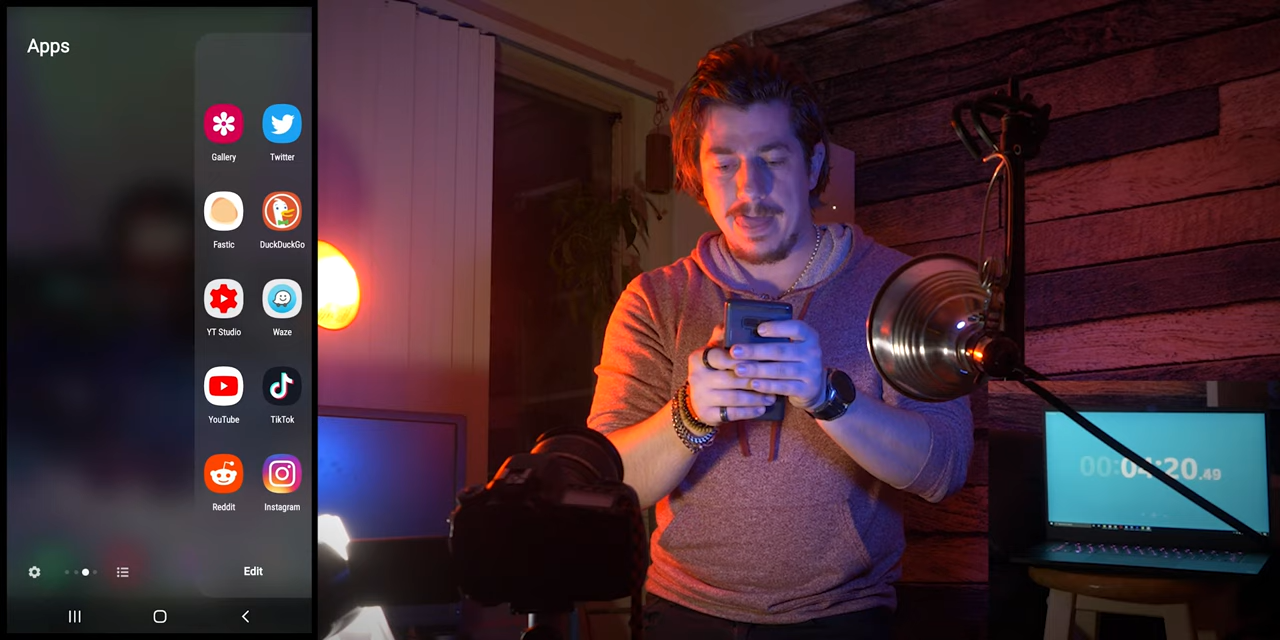 Apps
Gallery Twitter
Fastic DuckDuckGo
YT Studio Waze
YouTube TikTok
Reddit Instagram
Edit
00:04:20.49